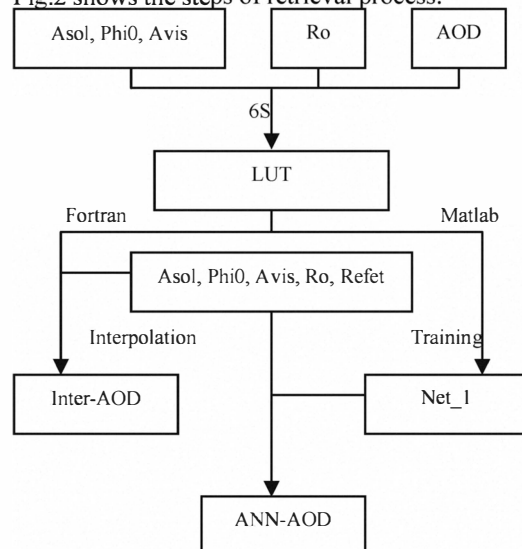 Fig.2 shows the steps of retrieval process.
Asol, Phi0, Avis
Ro
AOD
6S
LUT
Fortran
Matlab
Asol, Phi0, Avis, Ro, Refet
Interpolation
Training
Inter-AOD
Net_1
ANN-AOD